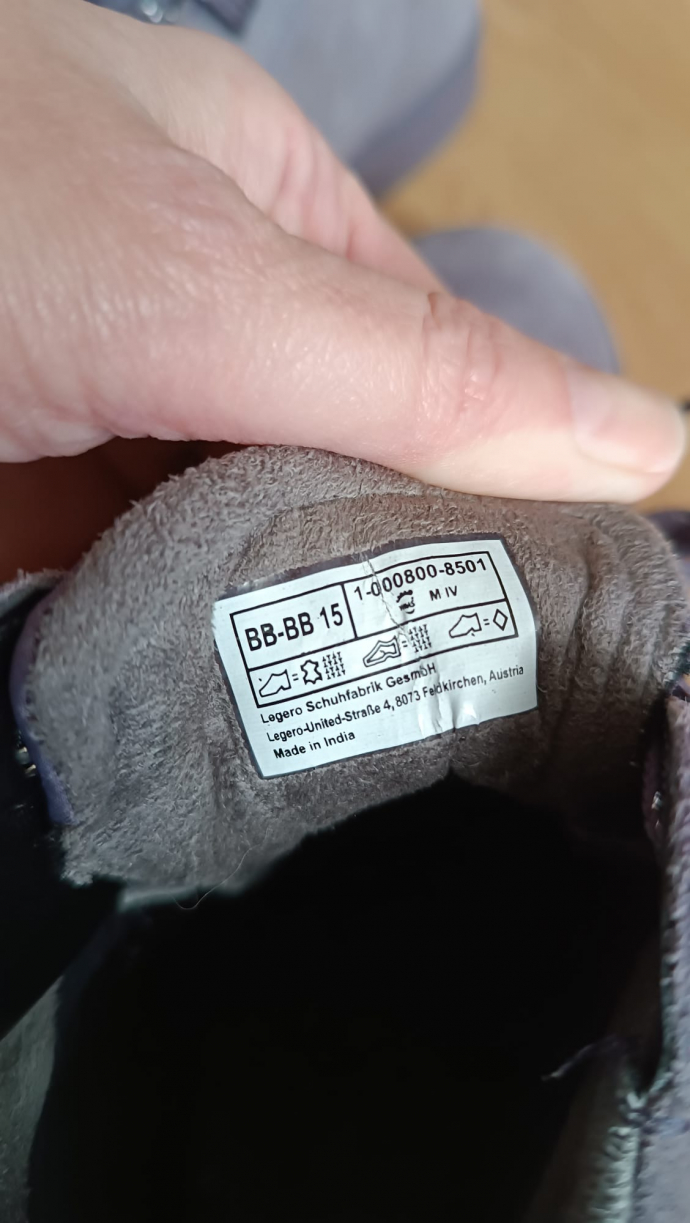 BB-BB 15
1-000800-8501
M IV
Legero Schuhfabrik GesmbH
Legero-United-Straße 4, 8073 Feldkirchen, Austria
Made in India